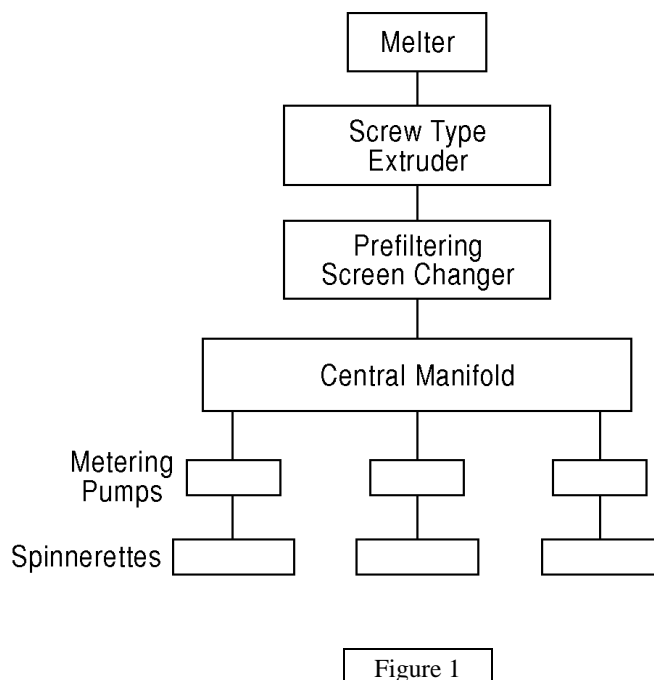 Melter
Screw Type
Extruder
Prefiltering
Screen Changer
Central Manifold
Metering
Pumps
Spinnerettes
Figure 1